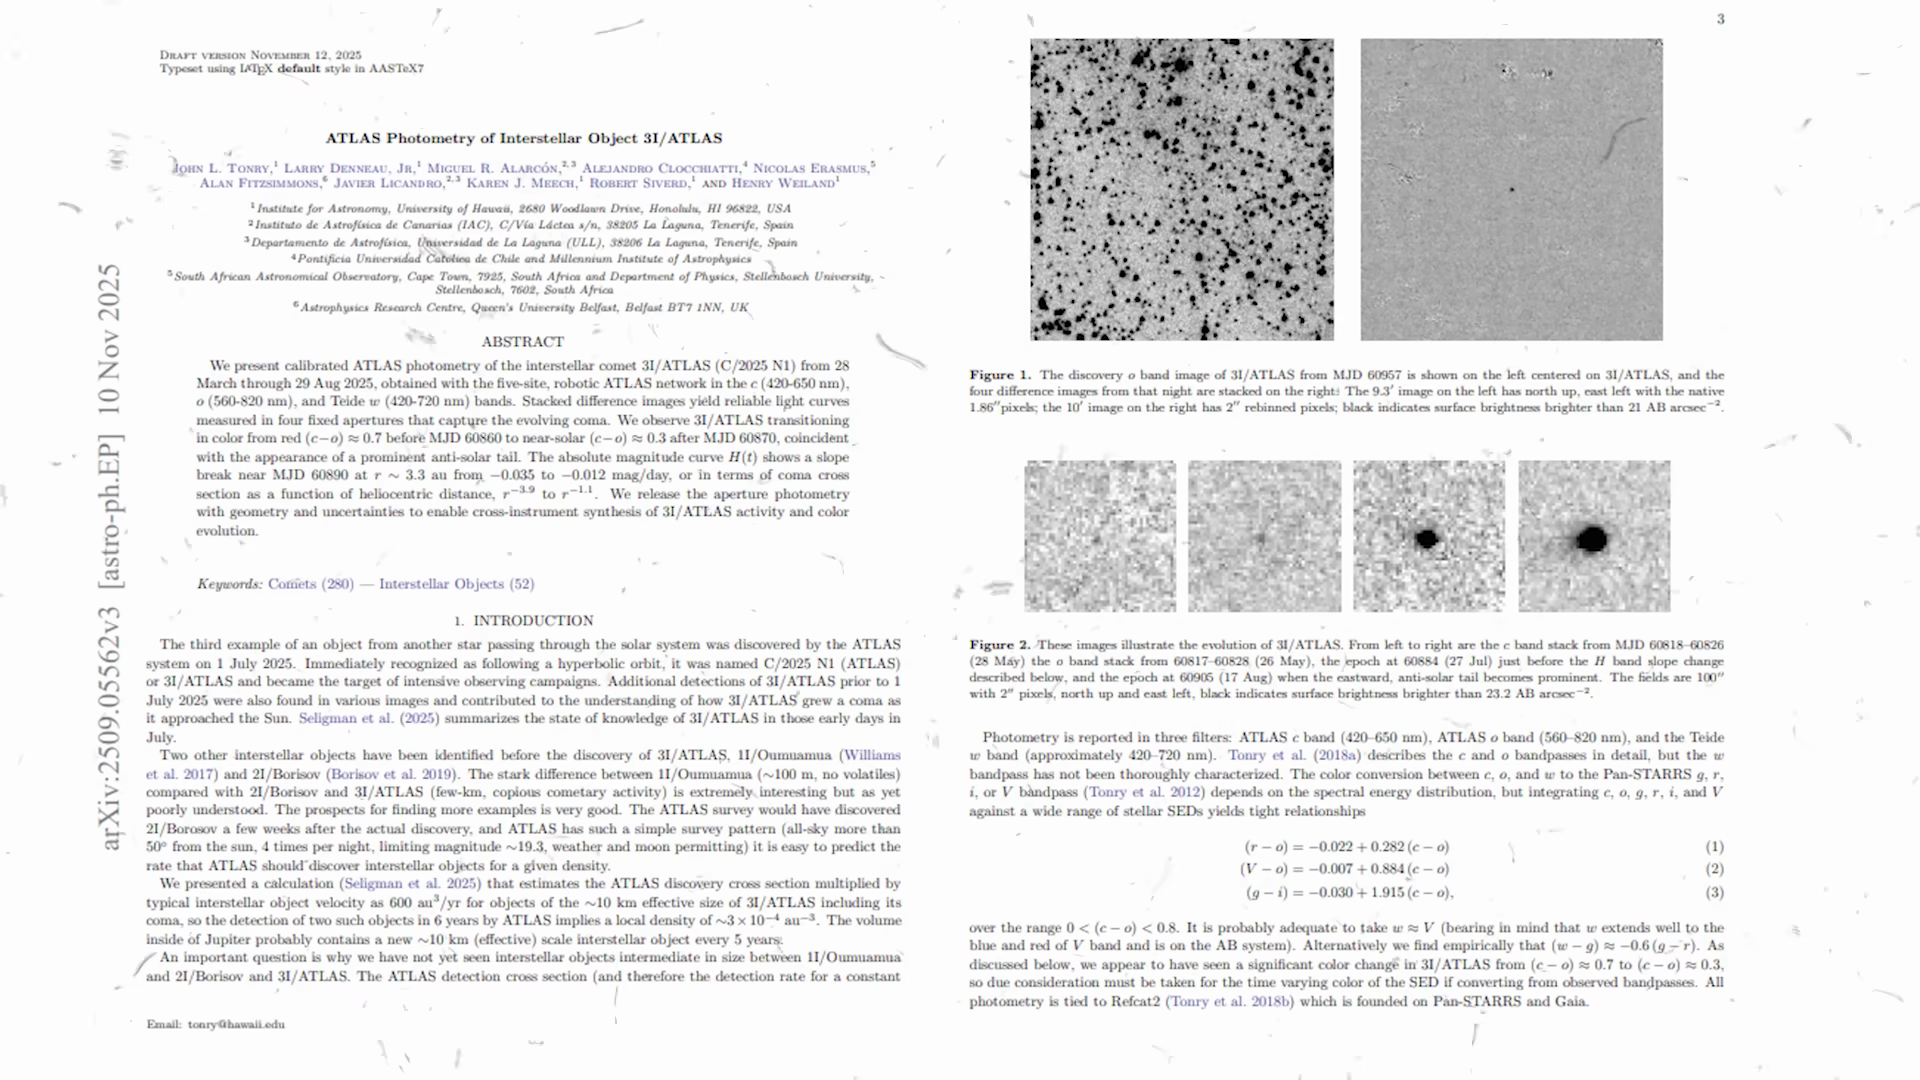 DRAFT VERSION NOVEMBER 12, 2025
Typeset using LATEX default style in AASTeX7
ATLAS Photometry of Interstellar Object 3I/ATLAS
JOHN L. TONRY,1 LARRY DENNEAU, JR,1 MIGUEL R. ALARCÓN,2,3 ALEJANDRO CLOCCHIATTI,4 NICOLAS ERASMUS,5
ALAN FITZSIMMONS,6 JAVIER LICANDRO,2,3 KAREN J. MEECH,1 ROBERT SIVERD,1 AND HENRY WEILAND1
1Institute for Astronomy, University of Hawaii, 2680 Woodlawn Drive, Honolulu, HI 96822, USA
2Instituto de Astrofísica de Canarias (IAC), C/Vía Láctea s/n, 38205 La Laguna, Tenerife, Spain
3Departamento de Astrofísica, Universidad de La Laguna (ULL), 38206 La Laguna, Tenerife, Spain
4Pontificia Universidad Catolica de Chile and Millennium Institute of Astrophysics
5South African Astronomical Observatory, Cape Town, 7925, South Africa and Department of Physics, Stellenbosch University,
Stellenbosch, 7602, South Africa
6Astrophysics Research Centre, Queen's University Belfast, Belfast BT7 1NN, UK
ABSTRACT
We present calibrated ATLAS photometry of the interstellar comet 3I/ATLAS (C/2025 N1) from 28
March through 29 Aug 2025, obtained with the five-site, robotic ATLAS network in the c (420-650 nm),
o (560-820 nm), and Teide w (420-720 nm) bands. Stacked difference images yield reliable light curves
measured in four fixed apertures that capture the evolving coma. We observe 3I/ATLAS transitioning
in color from red (c−o) ≈ 0.7 before MJD 60860 to near-solar (c−o) ≈ 0.3 after MJD 60870, coincident
with the appearance of a prominent anti-solar tail. The absolute magnitude curve H(t) shows a slope
break near MJD 60890 at r ∼ 3.3 au from −0.035 to −0.012 mag/day, or in terms of coma cross
section as a function of heliocentric distance, r−3.9 to r−1.1. We release the aperture photometry
with geometry and uncertainties to enable cross-instrument synthesis of 3I/ATLAS activity and color
evolution.
Keywords: Comets (280) — Interstellar Objects (52)
1. INTRODUCTION
The third example of an object from another star passing through the solar system was discovered by the ATLAS
system on 1 July 2025. Immediately recognized as following a hyperbolic orbit, it was named C/2025 N1 (ATLAS)
or 3I/ATLAS and became the target of intensive observing campaigns. Additional detections of 3I/ATLAS prior to 1
July 2025 were also found in various images and contributed to the understanding of how 3I/ATLAS grew a coma as
it approached the Sun. Seligman et al. (2025) summarizes the state of knowledge of 3I/ATLAS in those early days in
July.
Two other interstellar objects have been identified before the discovery of 3I/ATLAS, 1I/Oumuamua (Williams
et al. 2017) and 2I/Borisov (Borisov et al. 2019). The stark difference between 1I/Oumuamua (∼100 m, no volatiles)
compared with 2I/Borisov and 3I/ATLAS (few-km, copious cometary activity) is extremely interesting but as yet
poorly understood. The prospects for finding more examples is very good. The ATLAS survey would have discovered
2I/Borosov a few weeks after the actual discovery, and ATLAS has such a simple survey pattern (all-sky more than
50° from the sun, 4 times per night, limiting magnitude ∼19.3, weather and moon permitting) it is easy to predict the
rate that ATLAS should discover interstellar objects for a given density.
We presented a calculation (Seligman et al. 2025) that estimates the ATLAS discovery cross section multiplied by
typical interstellar object velocity as 600 au3/yr for objects of the ∼10 km effective size of 3I/ATLAS including its
coma, so the detection of two such objects in 6 years by ATLAS implies a local density of ∼3×10−4 au−3. The volume
inside of Jupiter probably contains a new ∼10 km (effective) scale interstellar object every 5 years.
An important question is why we have not yet seen interstellar objects intermediate in size between 1I/Oumuamua
and 2I/Borisov and 3I/ATLAS. The ATLAS detection cross section (and therefore the detection rate for a constant
Email: tonry@hawaii.edu
arXiv:2509.05562v3 [astro-ph.EP] 10 Nov 2025
3
Figure 1. The discovery o band image of 3I/ATLAS from MJD 60957 is shown on the left centered on 3I/ATLAS, and the
four difference images from that night are stacked on the right: The 9.3′ image on the left has north up, east left with the native
1.86″pixels; the 10′ image on the right has 2″ rebinned pixels; black indicates surface brightness brighter than 21 AB arcsec−2.
Figure 2. These images illustrate the evolution of 3I/ATLAS. From left to right are the c band stack from MJD 60818–60826
(28 May) the o band stack from 60817–60828 (26 May), the epoch at 60884 (27 Jul) just before the H band slope change
described below, and the epoch at 60905 (17 Aug) when the eastward, anti-solar tail becomes prominent. The fields are 100″
with 2″ pixels, north up and east left, black indicates surface brightness brighter than 23.2 AB arcsec−2.
Photometry is reported in three filters: ATLAS c band (420–650 nm), ATLAS o band (560–820 nm), and the Teide
w band (approximately 420–720 nm). Tonry et al. (2018a) describes the c and o bandpasses in detail, but the w
bandpass has not been thoroughly characterized. The color conversion between c, o, and w to the Pan-STARRS g, r,
i, or V bandpass (Tonry et al. 2012) depends on the spectral energy distribution, but integrating c, o, g, r, i, and V
against a wide range of stellar SEDs yields tight relationships
(r − o) = −0.022 + 0.282 (c − o) (1)
(V − o) = −0.007 + 0.884 (c − o) (2)
(g − i) = −0.030 + 1.915 (c − o), (3)
over the range 0 < (c − o) < 0.8. It is probably adequate to take w ≈ V (bearing in mind that w extends well to the
blue and red of V band and is on the AB system). Alternatively we find empirically that (w − g) ≈ −0.6 (g − r). As
discussed below, we appear to have seen a significant color change in 3I/ATLAS from (c − o) ≈ 0.7 to (c − o) ≈ 0.3,
so due consideration must be taken for the time varying color of the SED if converting from observed bandpasses. All
photometry is tied to Refcat2 (Tonry et al. 2018b) which is founded on Pan-STARRS and Gaia.